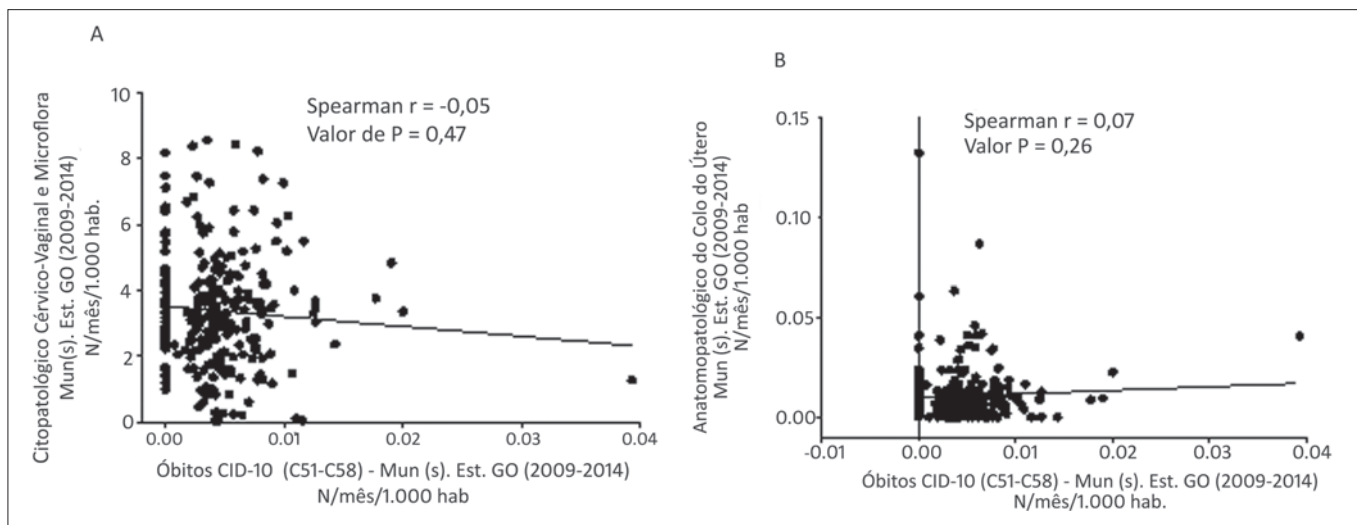 A
Spearman r = -0,05
Valor de P = 0,47
Citopatológico Cérvico-Vaginal e Microflora
Mun(s). Est. GO (2009-2014)
N/mês/1.000 hab.
10
8
6
4
2
0
0.00 0.01 0.02 0.03 0.04
Óbitos CID-10 (C51-C58) - Mun (s). Est. GO (2009-2014)
N/mês/1.000 hab
B
Spearman r = 0,07
Valor P = 0,26
Anatomopatológico do Colo do Útero
Mun (s). Est. GO (2009-2014)
N/mês/1.000 hab
0.15
0.10
0.05
0.00
-0.01 0.00 0.01 0.02 0.03 0.04
Óbitos CID-10 (C51-C58) - Mun (s). Est. GO (2009-2014)
N/mês/1.000 hab.